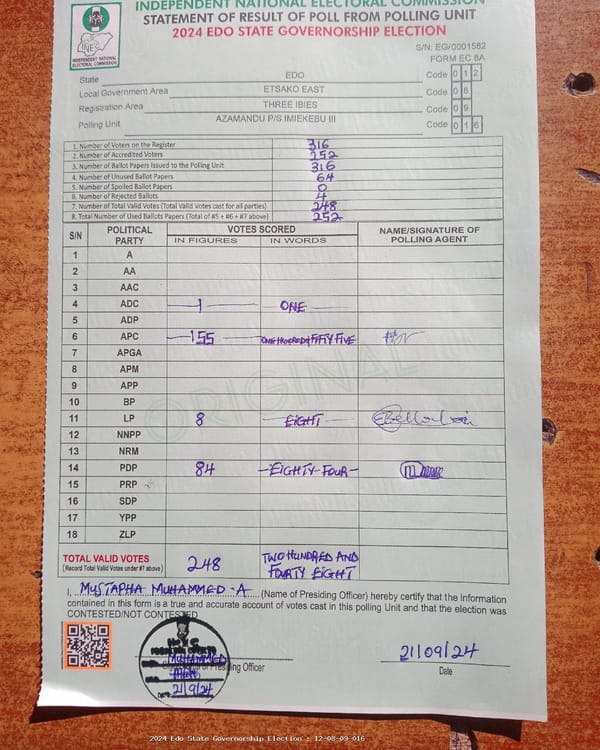 INDEPENDENT NATIONAL ELECTORAL COMMISSION
STATEMENT OF RESULT OF POLL FROM POLLING UNIT
2024 EDO STATE GOVERNORSHIP ELECTION
INEC
INDEPENDENT NATIONAL
ELECTORAL COMMISSION
S/N: EG/0001582
FORM EC 8A
State EDO Code 0 1 2
Local Government Area ETSAKO EAST Code 0 8
Registration Area THREE IBIES Code 0 9
Polling Unit AZAMANDU P/S IMIEKEBU III Code 0 1 6
1. Number of Voters on the Register 316
2. Number of Accredited Voters 252
3. Number of Ballot Papers Issued to the Polling Unit 316
4. Number of Unused Ballot Papers 64
5. Number of Spoiled Ballot Papers 0
6. Number of Rejected Ballots 4
7. Number of Total Valid Votes (Total Valid Votes cast for all parties) 248
8. Total Number of Used Ballots Papers (Total of #5 + #6 + #7 above) 252
S/N POLITICAL PARTY VOTES SCORED NAME/SIGNATURE OF POLLING AGENT
IN FIGURES IN WORDS
1 A
2 AA
3 AAC
4 ADC 1 ONE
5 ADP
6 APC 155 ONE HUNDRED & FIFTY FIVE
7 APGA
8 APM
9 APP
10 BP
11 LP 8 EIGHT
12 NNPP
13 NRM
14 PDP 84 EIGHTY-FOUR
15 PRP
16 SDP
17 YPP
18 ZLP
ORIGINAL
TOTAL VALID VOTES 248 TWO HUNDRED AND
(Record Total Valid Votes under #7 above) FOURTY EIGHT
I, MUSTAPHA MUHAMMED-A (Name of Presiding Officer) hereby certify that the Information
contained in this form is a true and accurate account of votes cast in this polling Unit and that the election was
CONTESTED/NOT CONTESTED
MUHAMMED
21/9/24
Presiding Officer
21/09/24
Date
2024 Edo State Governorship Election : 12-08-09-016